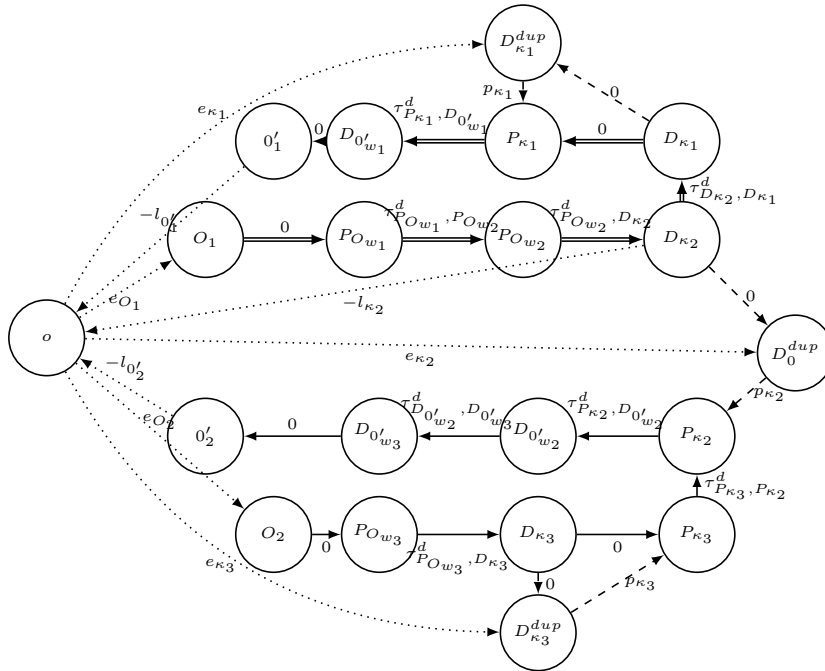 D^{dup}_{κ_1}
e_{κ_1}
p_{κ_1}
0
τ^d_{P_{κ_1}, D_{0'_{w_1}}}
0'_1
0
D_{0'_{w_1}}
P_{κ_1}
0
D_{κ_1}
τ^d_{D_{κ_2}, D_{κ_1}}
-l_{0'_1}
O_1
0
P_{O_{w_1}}
τ^d_{P_{O_{w_1}}, P_{O_{w_2}}}
P_{O_{w_2}}
τ^d_{P_{O_{w_2}}, D_{κ_2}}
D_{κ_2}
e_{O_1}
-l_{κ_2}
0
o
e_{κ_2}
D^{dup}_0
-l_{0'_2}
p_{κ_2}
e_{O_2}
0'_2
0
D_{0'_{w_3}}
τ^d_{D_{0'_{w_2}}, D_{0'_{w_3}}}
D_{0'_{w_2}}
τ^d_{P_{κ_2}, D_{0'_{w_2}}}
P_{κ_2}
τ^d_{P_{κ_3}, P_{κ_2}}
O_2
0
P_{O_{w_3}}
τ^d_{P_{O_{w_3}}, D_{κ_3}}
D_{κ_3}
0
P_{κ_3}
e_{κ_3}
0
p_{κ_3}
D^{dup}_{κ_3}